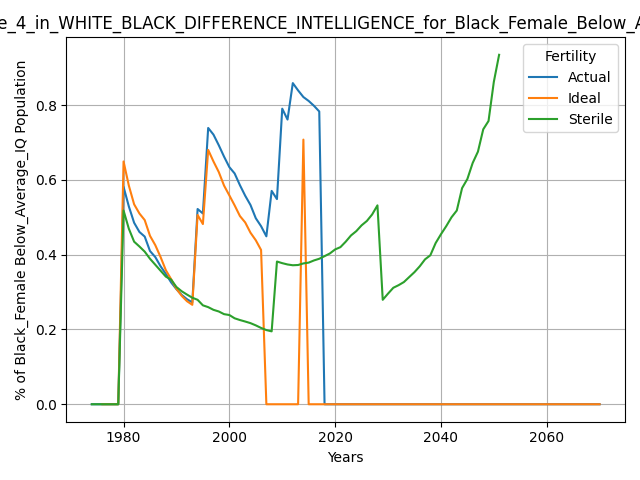 e_4_in_WHITE_BLACK_DIFFERENCE_INTELLIGENCE_for_Black_Female_Below_A
% of Black_Female Below_Average_IQ Population
Fertility
Actual
Ideal
Sterile
0.8
0.6
0.4
0.2
0.0
1980 2000 2020 2040 2060
Years